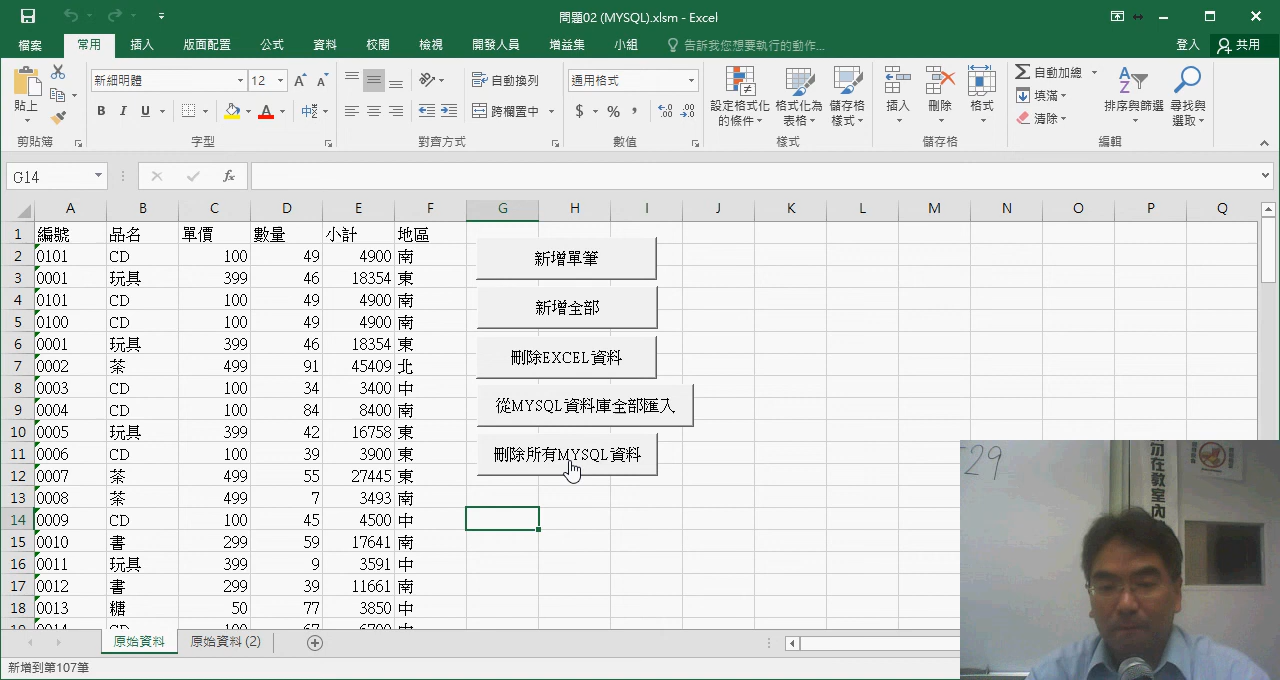 問題02 (MYSQL).xlsm - Excel
檔案 常用 插入 版面配置 公式 資料 校閱 檢視 開發人員 增益集 小組 告訴我您想要執行的動作... 登入 共用
貼上
新細明體 12
B I U
自動換列
跨欄置中
通用格式
$ % ,
設定格式化的條件
格式化為表格
儲存格樣式
插入 刪除 格式
自動加總
填滿
清除
排序與篩選
尋找與選取
剪貼簿 字型 對齊方式 數值 樣式 儲存格 編輯
G14 fx
A B C D E F G H I J K L M N O P Q
1 編號 品名 單價 數量 小計 地區
2 0101 CD 100 49 4900 南
3 0001 玩具 399 46 18354 東
4 0101 CD 100 49 4900 南
5 0100 CD 100 49 4900 南
6 0001 玩具 399 46 18354 東
7 0002 茶 499 91 45409 北
8 0003 CD 100 34 3400 中
9 0004 CD 100 84 8400 南
10 0005 玩具 399 42 16758 東
11 0006 CD 100 39 3900 東
12 0007 茶 499 55 27445 東
13 0008 茶 499 7 3493 南
14 0009 CD 100 45 4500 中
15 0010 書 299 59 17641 南
16 0011 玩具 399 9 3591 中
17 0012 書 299 39 11661 南
18 0013 糖 50 77 3850 中
19 0014 CD 100 67 6700 中
新增單筆
新增全部
刪除EXCEL資料
從MYSQL資料庫全部匯入
刪除所有MYSQL資料
29
勿在教室內
原始資料 原始資料 (2)
新增到第107筆